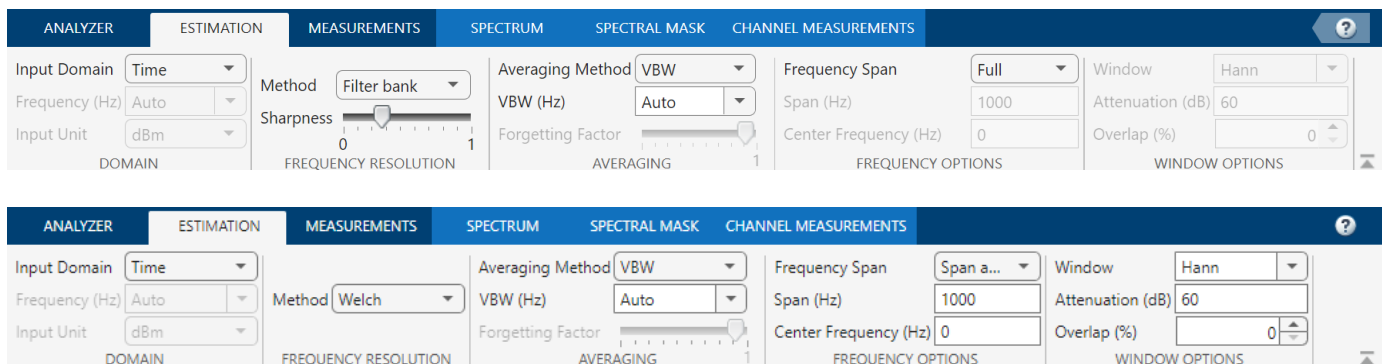 ANALYZER ESTIMATION MEASUREMENTS SPECTRUM SPECTRAL MASK CHANNEL MEASUREMENTS ?
Input Domain Time Method Filter bank Averaging Method VBW Frequency Span Full Window Hann
Frequency (Hz) Auto Sharpness VBW (Hz) Auto Span (Hz) 1000 Attenuation (dB) 60
Input Unit dBm 0 1 Forgetting Factor 1 Center Frequency (Hz) 0 Overlap (%) 0
DOMAIN FREQUENCY RESOLUTION AVERAGING FREQUENCY OPTIONS WINDOW OPTIONS
ANALYZER ESTIMATION MEASUREMENTS SPECTRUM SPECTRAL MASK CHANNEL MEASUREMENTS ?
Input Domain Time Averaging Method VBW Frequency Span Span a... Window Hann
Frequency (Hz) Auto Method Welch VBW (Hz) Auto Span (Hz) 1000 Attenuation (dB) 60
Input Unit dBm Forgetting Factor 1 Center Frequency (Hz) 0 Overlap (%) 0
DOMAIN FREQUENCY RESOLUTION AVERAGING FREQUENCY OPTIONS WINDOW OPTIONS